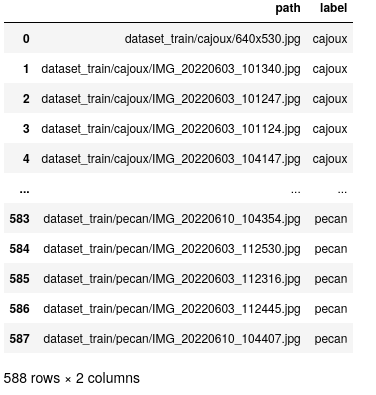 path label
0 dataset_train/cajoux/640x530.jpg cajoux
1 dataset_train/cajoux/IMG_20220603_101340.jpg cajoux
2 dataset_train/cajoux/IMG_20220603_101247.jpg cajoux
3 dataset_train/cajoux/IMG_20220603_101124.jpg cajoux
4 dataset_train/cajoux/IMG_20220603_104147.jpg cajoux
... ... ...
583 dataset_train/pecan/IMG_20220610_104354.jpg pecan
584 dataset_train/pecan/IMG_20220603_112530.jpg pecan
585 dataset_train/pecan/IMG_20220603_112316.jpg pecan
586 dataset_train/pecan/IMG_20220603_112445.jpg pecan
587 dataset_train/pecan/IMG_20220610_104407.jpg pecan
588 rows × 2 columns